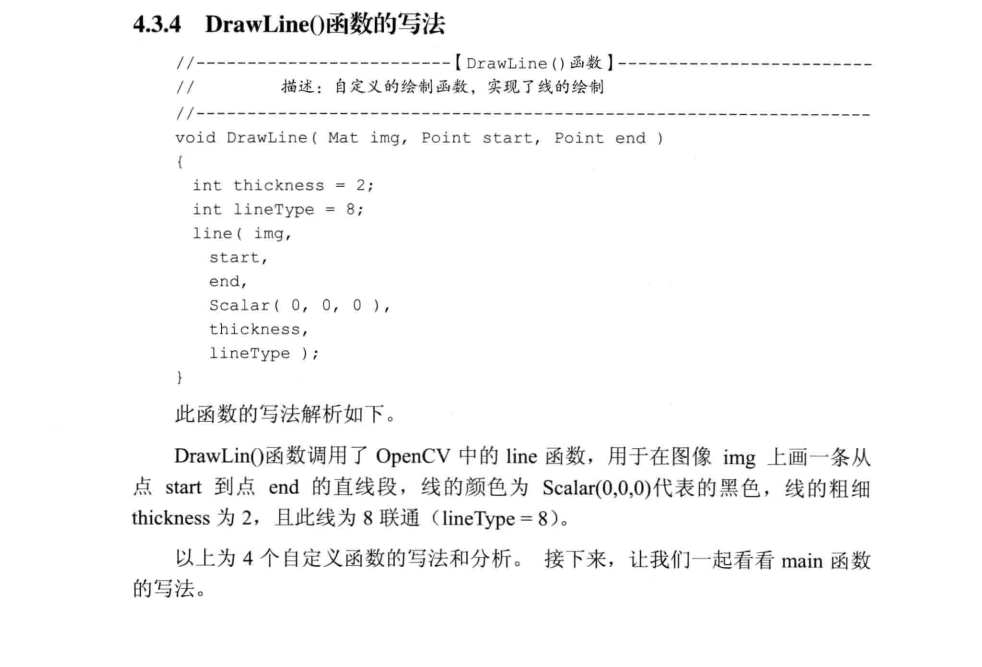 4.3.4 DrawLine()函数的写法
//-------------------------【DrawLine()函数】-------------------------
// 描述：自定义的绘制函数，实现了线的绘制
//------------------------------------------------------------------
void DrawLine( Mat img, Point start, Point end )
{
int thickness = 2;
int lineType = 8;
line( img,
start,
end,
Scalar( 0, 0, 0 ),
thickness,
lineType );
}
此函数的写法解析如下。
DrawLin()函数调用了 OpenCV 中的 line 函数，用于在图像 img 上画一条从
点 start 到点 end 的直线段，线的颜色为 Scalar(0,0,0)代表的黑色，线的粗细
thickness 为 2，且此线为 8 联通（lineType = 8）。
以上为 4 个自定义函数的写法和分析。 接下来，让我们一起看看 main 函数
的写法。